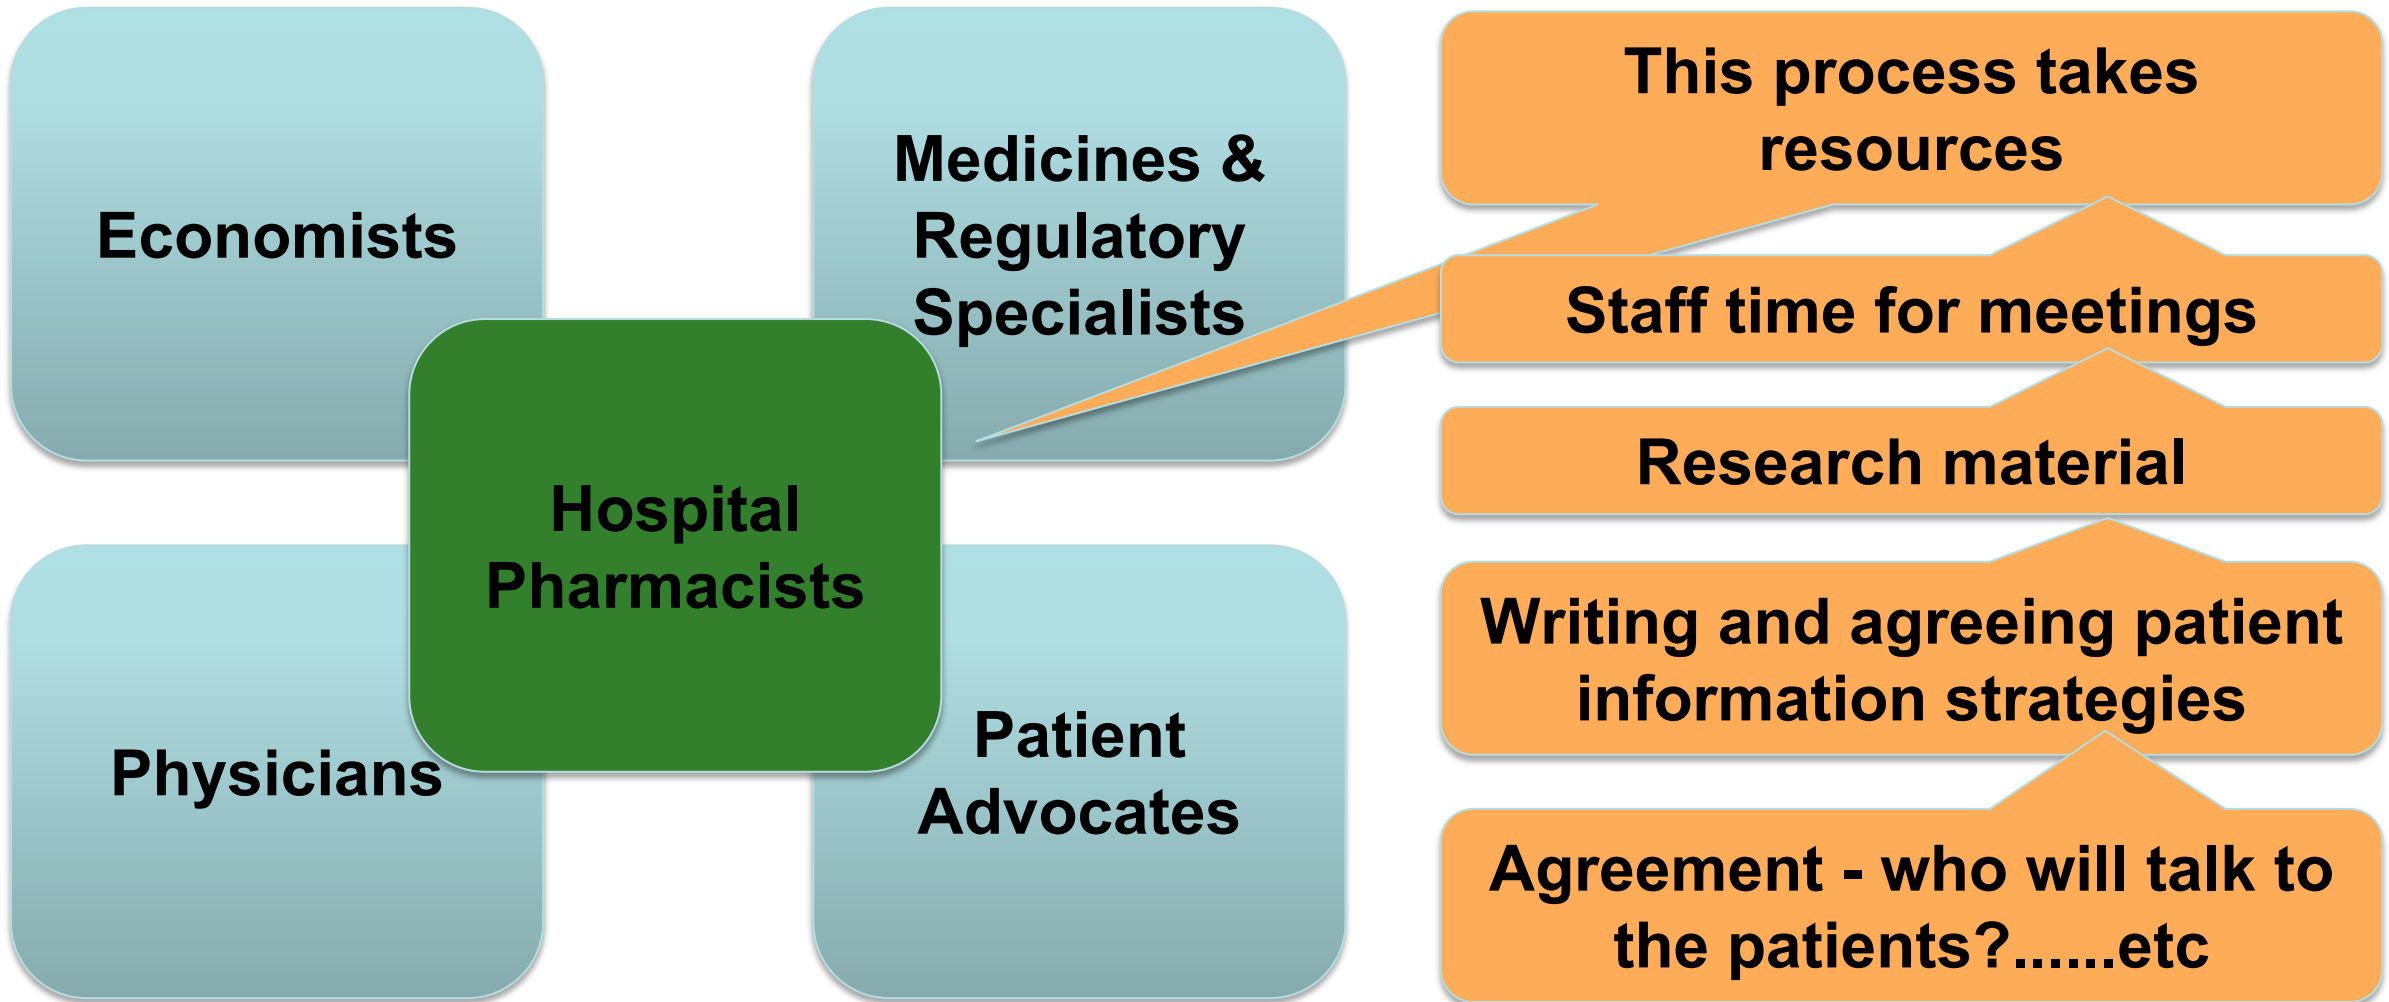 Economists
Medicines &
Regulatory
Specialists
Hospital
Pharmacists
Physicians
Patient
Advocates
This process takes
resources
Staff time for meetings
Research material
Writing and agreeing patient
information strategies
Agreement - who will talk to
the patients?......etc